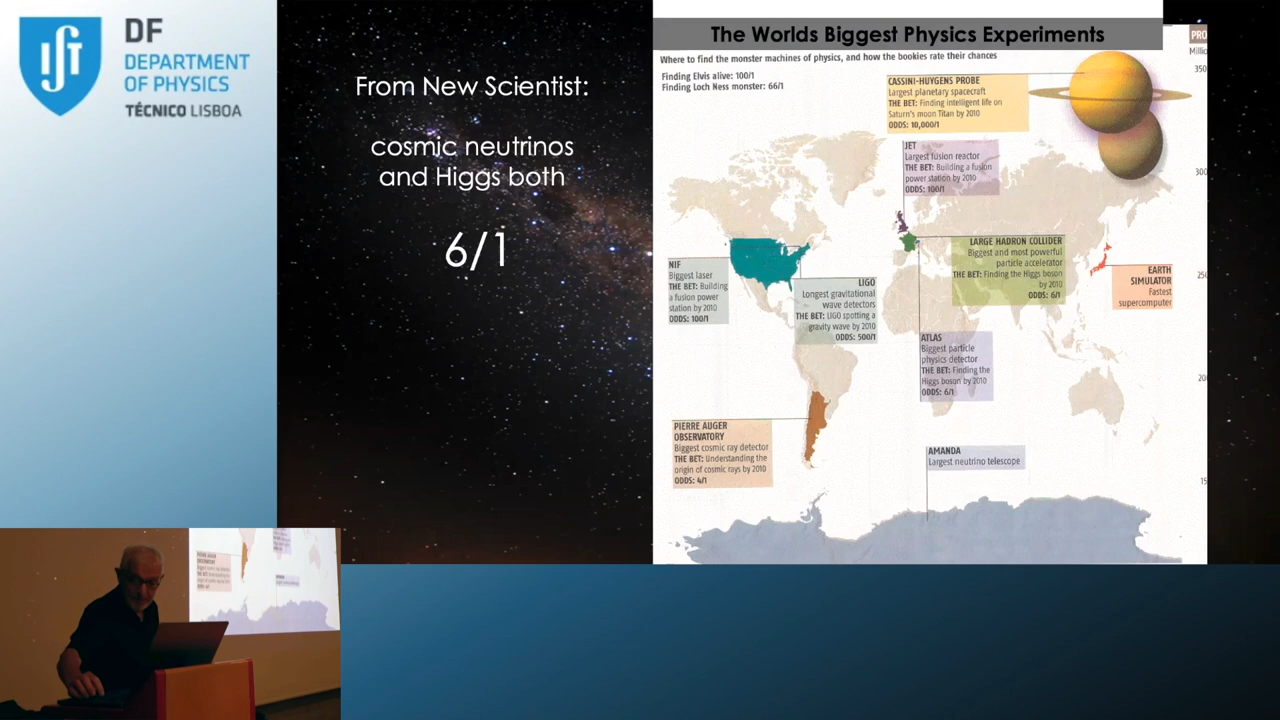 DF
DEPARTMENT
OF PHYSICS
TÉCNICO LISBOA
From New Scientist:
cosmic neutrinos
and Higgs both
6/1
The Worlds Biggest Physics Experiments
Where to find the monster machines of physics, and how the bookies rate their chances
Finding Elvis alive: 100/1
Finding Loch Ness monster: 66/1
CASSINI-HUYGENS PROBE
Largest planetary spacecraft
THE BET: Finding intelligent life on
Saturn's moon Titan by 2010
ODDS: 10,000/1
JET
Largest fusion reactor
THE BET: Building a fusion
power station by 2010
ODDS: 100/1
NIF
Biggest laser
THE BET: Building
a fusion power
station by 2010
ODDS: 100/1
LIGO
Longest gravitational
wave detectors
THE BET: LIGO spotting a
gravity wave by 2010
ODDS: 500/1
LARGE HADRON COLLIDER
Biggest and most powerful
particle accelerator
THE BET: Finding the Higgs boson
by 2010
ODDS: 6/1
EARTH
SIMULATOR
Fastest
supercomputer
ATLAS
Biggest particle
physics detector
THE BET: Finding the
Higgs boson by 2010
ODDS: 6/1
PIERRE AUGER
OBSERVATORY
Biggest cosmic ray detector
THE BET: Understanding the
origin of cosmic rays by 2010
ODDS: 4/1
AMANDA
Largest neutrino telescope
PRO
Millio
350
300
250
20
15